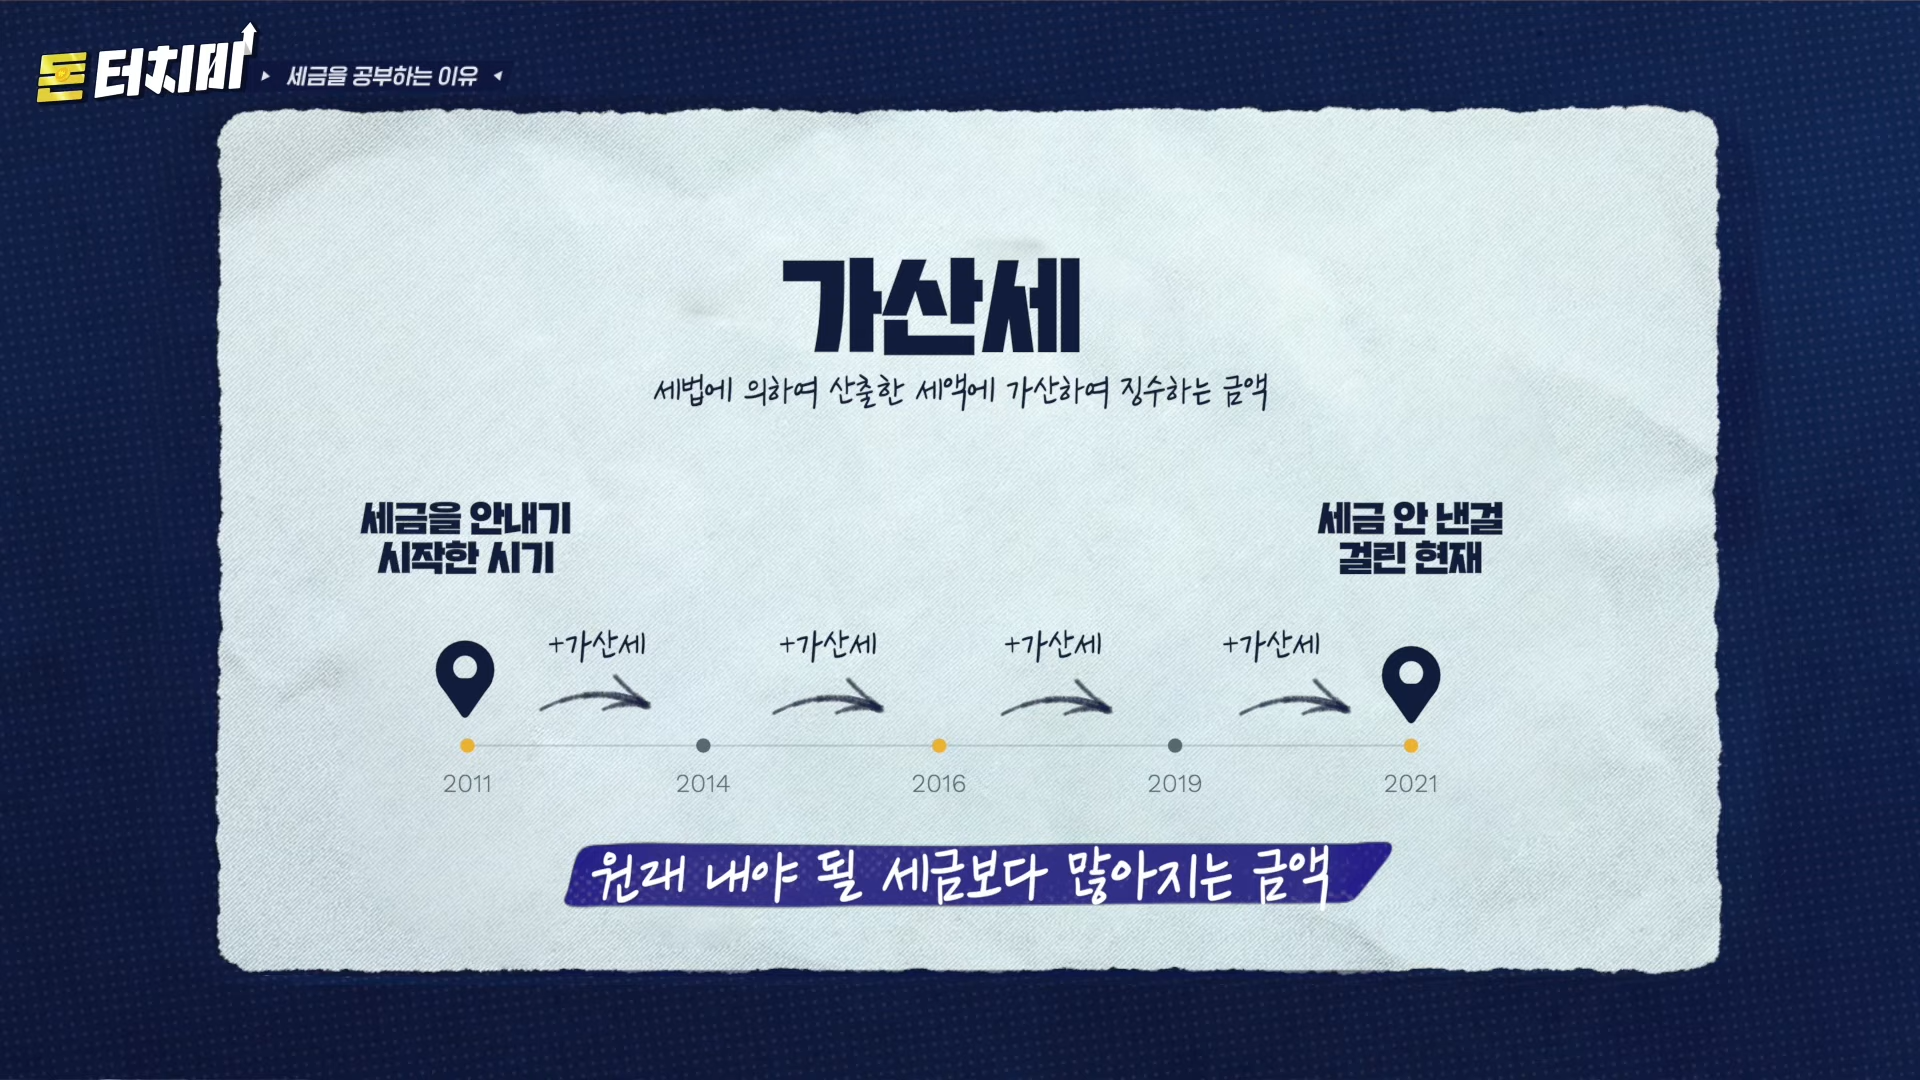 돈 터치미
세금을 공부하는 이유
가산세
세법에 의하여 산출한 세액에 가산하여 징수하는 금액
세금을 안내기
시작한 시기
세금 안 낸걸
걸린 현재
+가산세 +가산세 +가산세 +가산세
2011 2014 2016 2019 2021
원래 내야 될 세금보다 많아지는 금액